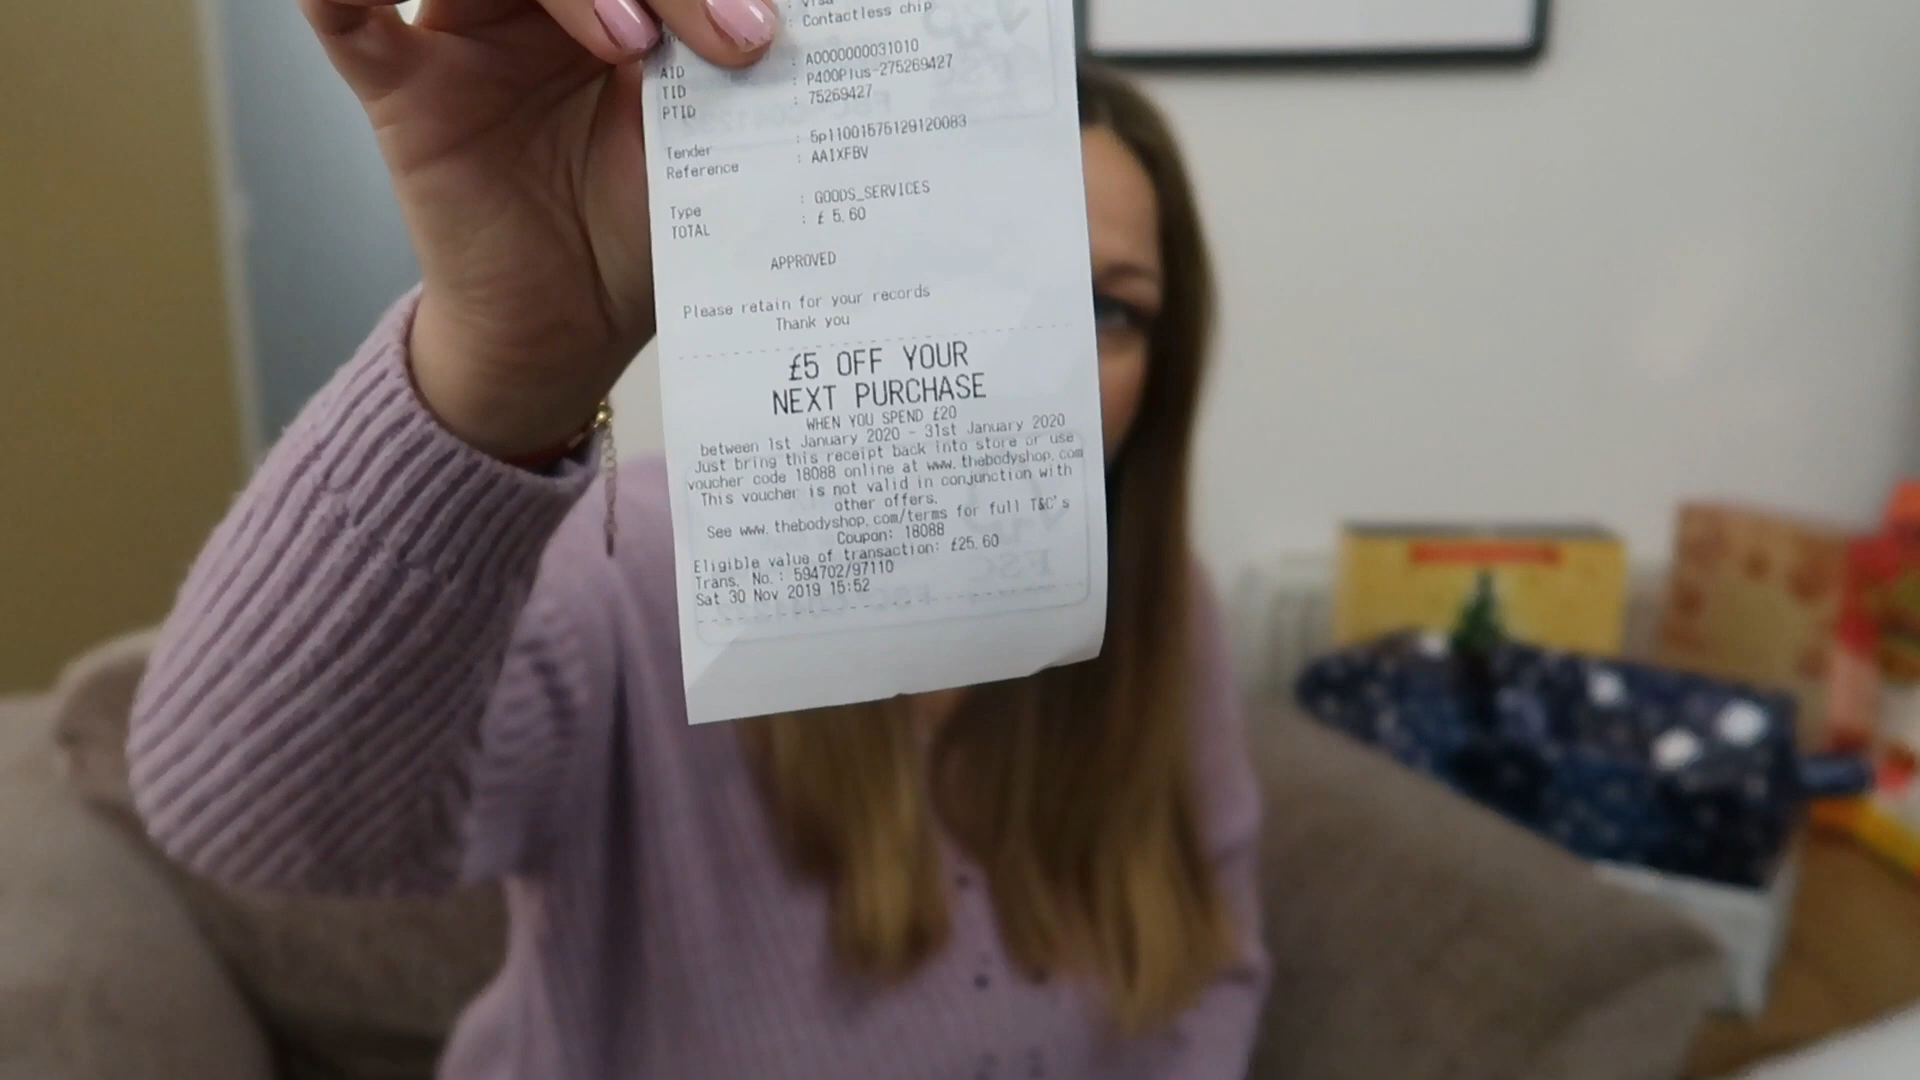 : Visa
: Contactless chip
AID : A0000000031010
TID : P400Plus-275269427
PTID : 75269427
Tender : 5p11001575129120083
Reference : AAIXFBV
Type : GOODS_SERVICES
TOTAL : £ 5.60
APPROVED
Please retain for your records
Thank you
£5 OFF YOUR
NEXT PURCHASE
WHEN YOU SPEND £20
between 1st January 2020 - 31st January 2020
Just bring this receipt back into store or use
voucher code 18088 online at www.thebodyshop.com
This voucher is not valid in conjunction with
other offers.
See www.thebodyshop.com/terms for full T&C's
Coupon: 18088
Eligible value of transaction: £25.60
Trans. No.: 594702/97110
Sat 30 Nov 2019 15:52